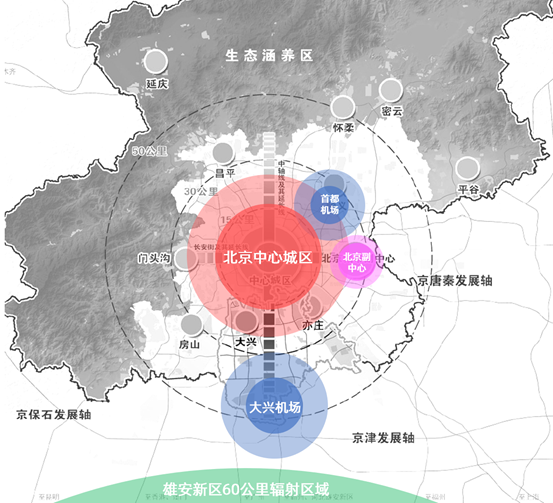 生态涵养区
延庆
密云
怀柔
50公里
昌平
中轴线及其延长线
平谷
30公里
首都
机场
15公里
长安街及其延长线
门头沟
北京中心城区
北京副
中心
中心
中心城区
京唐秦发展轴
房山
大兴
亦庄
大兴机场
京保石发展轴
京津发展轴
雄安新区60公里辐射区域